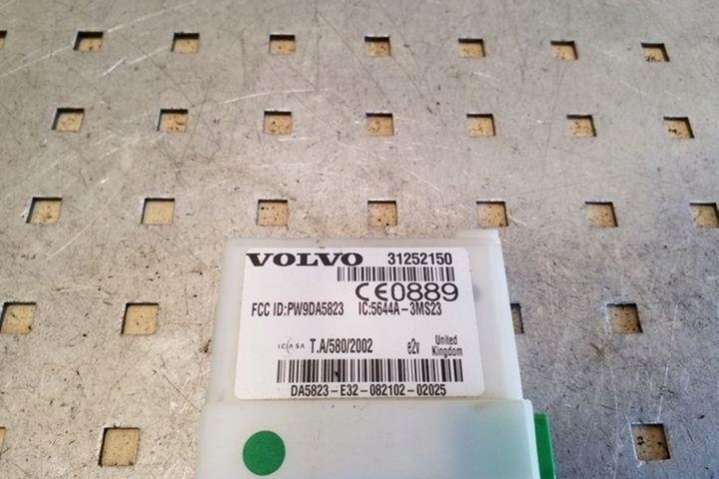 VOLVO 31252150
CE0889
FCC ID:PW9DA5823 IC:5644A-3MS23
ICASA T.A/580/2002 e2v United Kingdom
DA5823-E32-082102-02025